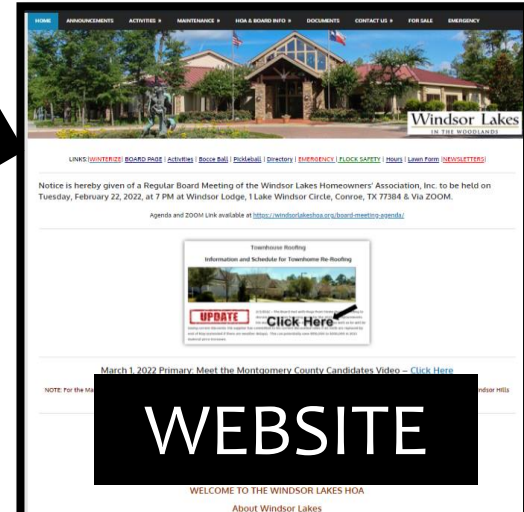 HOME ANNOUNCEMENTS ACTIVITIES » MAINTENANCE » HOA & BOARD INFO » DOCUMENTS CONTACT US » FOR SALE EMERGENCY
Windsor Lakes
IN THE WOODLANDS
LINKS: |WINTERIZE| BOARD PAGE | Activities | Bocce Ball | Pickleball | Directory | EMERGENCY | FLOCK SAFETY | Hours | Lawn Form |NEWSLETTERS|
Notice is hereby given of a Regular Board Meeting of the Windsor Lakes Homeowners' Association, Inc. to be held on
Tuesday, February 22, 2022, at 7 PM at Windsor Lodge, 1 Lake Windsor Circle, Conroe, TX 77384 & Via ZOOM.
Agenda and ZOOM Link available at https://windsorlakeshoa.org/board-meeting-agenda/
Townhouse Roofing
Information and Schedule for Townhome Re-Roofing
UPDATE
Click Here
March 1, 2022 Primary: Meet the Montgomery County Candidates Video – Click Here
NOTE: For the Ma
ndsor Hills
WEBSITE
WELCOME TO THE WINDSOR LAKES HOA
About Windsor Lakes